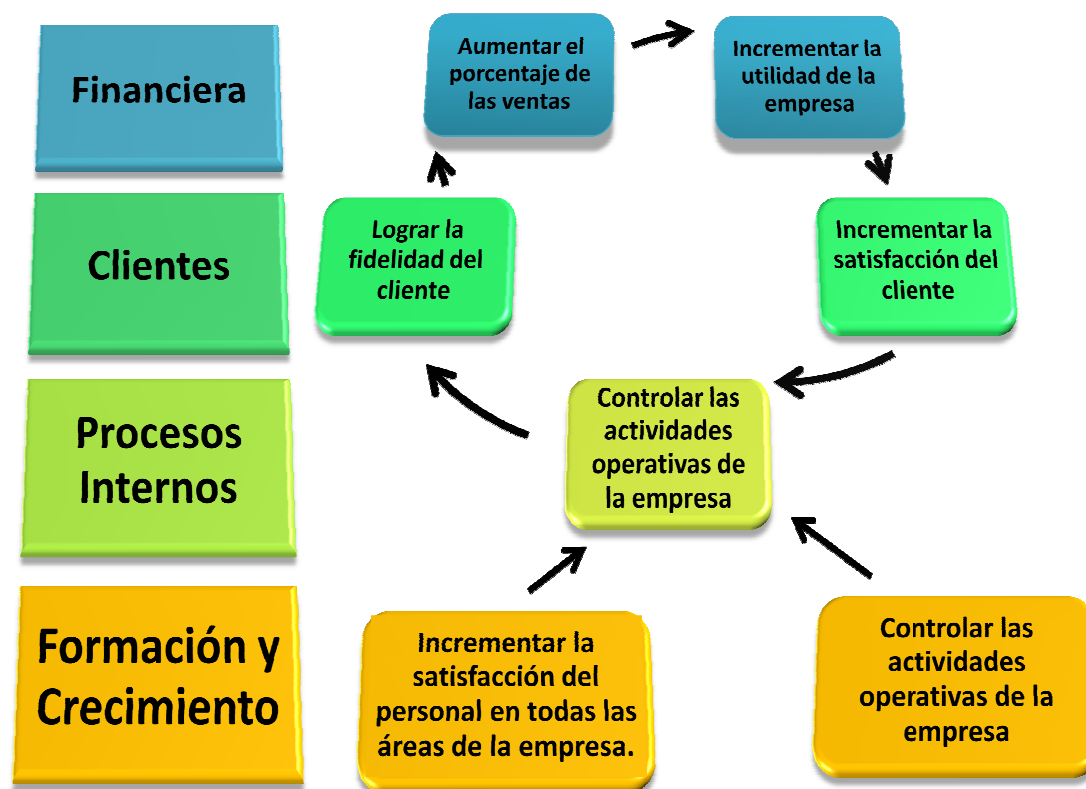 Financiera
Aumentar el
porcentaje de
las ventas
Incrementar la
utilidad de la
empresa
Clientes
Lograr la
fidelidad del
cliente
Incrementar la
satisfacción del
cliente
Procesos
Internos
Controlar las
actividades
operativas de
la empresa
Formación y
Crecimiento
Incrementar la
satisfacción del
personal en todas las
áreas de la empresa.
Controlar las
actividades
operativas de la
empresa